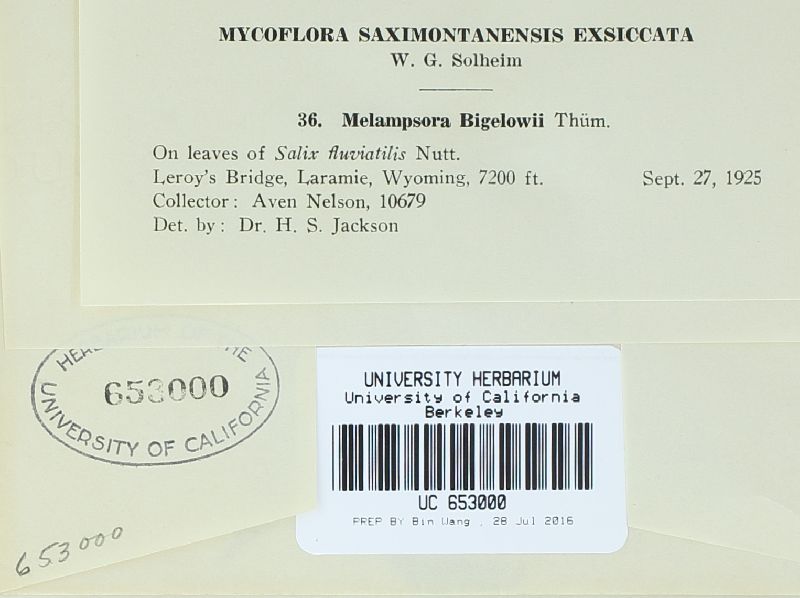 MYCOFLORA SAXIMONTANENSIS EXSICCATA
W. G. Solheim
36. Melampsora Bigelowii Thüm.
On leaves of Salix fluviatilis Nutt.
Leroy's Bridge, Laramie, Wyoming, 7200 ft. Sept. 27, 1925
Collector: Aven Nelson, 10679
Det. by: Dr. H. S. Jackson
653000
UNIVERSITY OF CALIFORNIA
UNIVERSITY HERBARIUM
University of California
Berkeley
UC 653000
PREP BY Bin Wang , 28 Jul 2016
653000